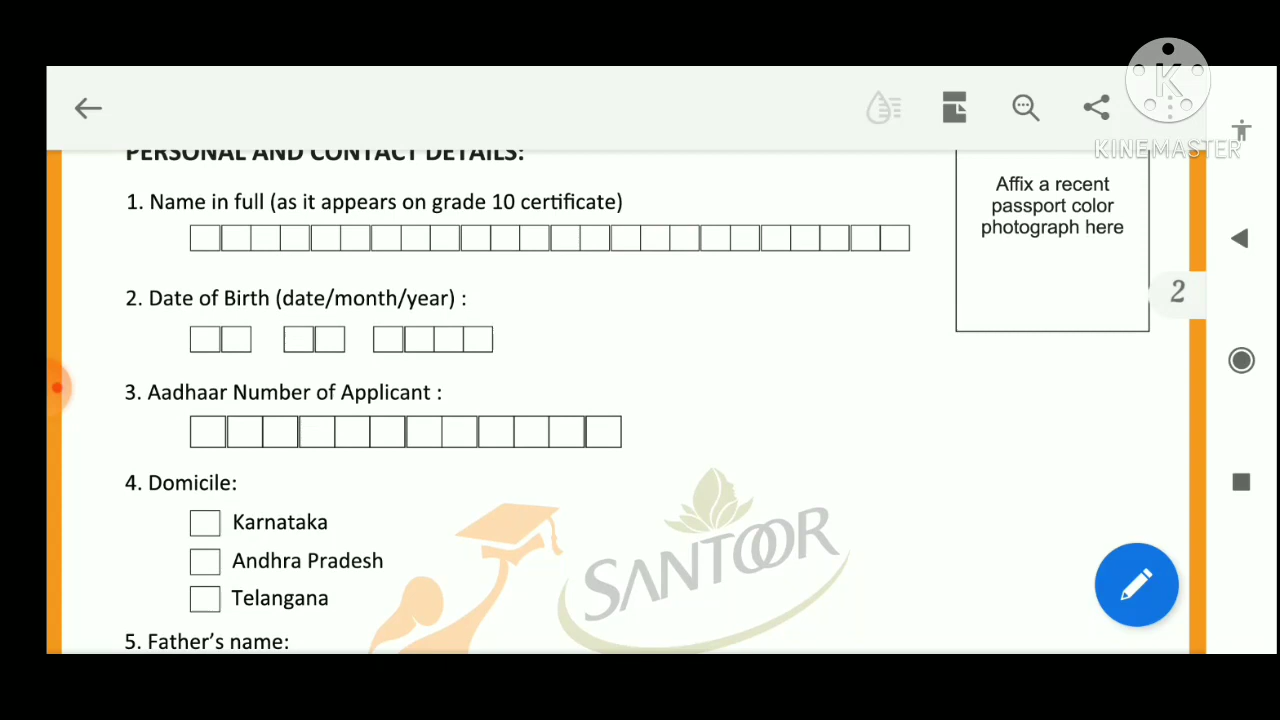 KINEMASTER
PERSONAL AND CONTACT DETAILS:
1. Name in full (as it appears on grade 10 certificate)
Affix a recent
passport color
photograph here
2
2. Date of Birth (date/month/year) :
3. Aadhaar Number of Applicant :
4. Domicile:
Karnataka
Andhra Pradesh
Telangana
SANTOOR
5. Father's name: